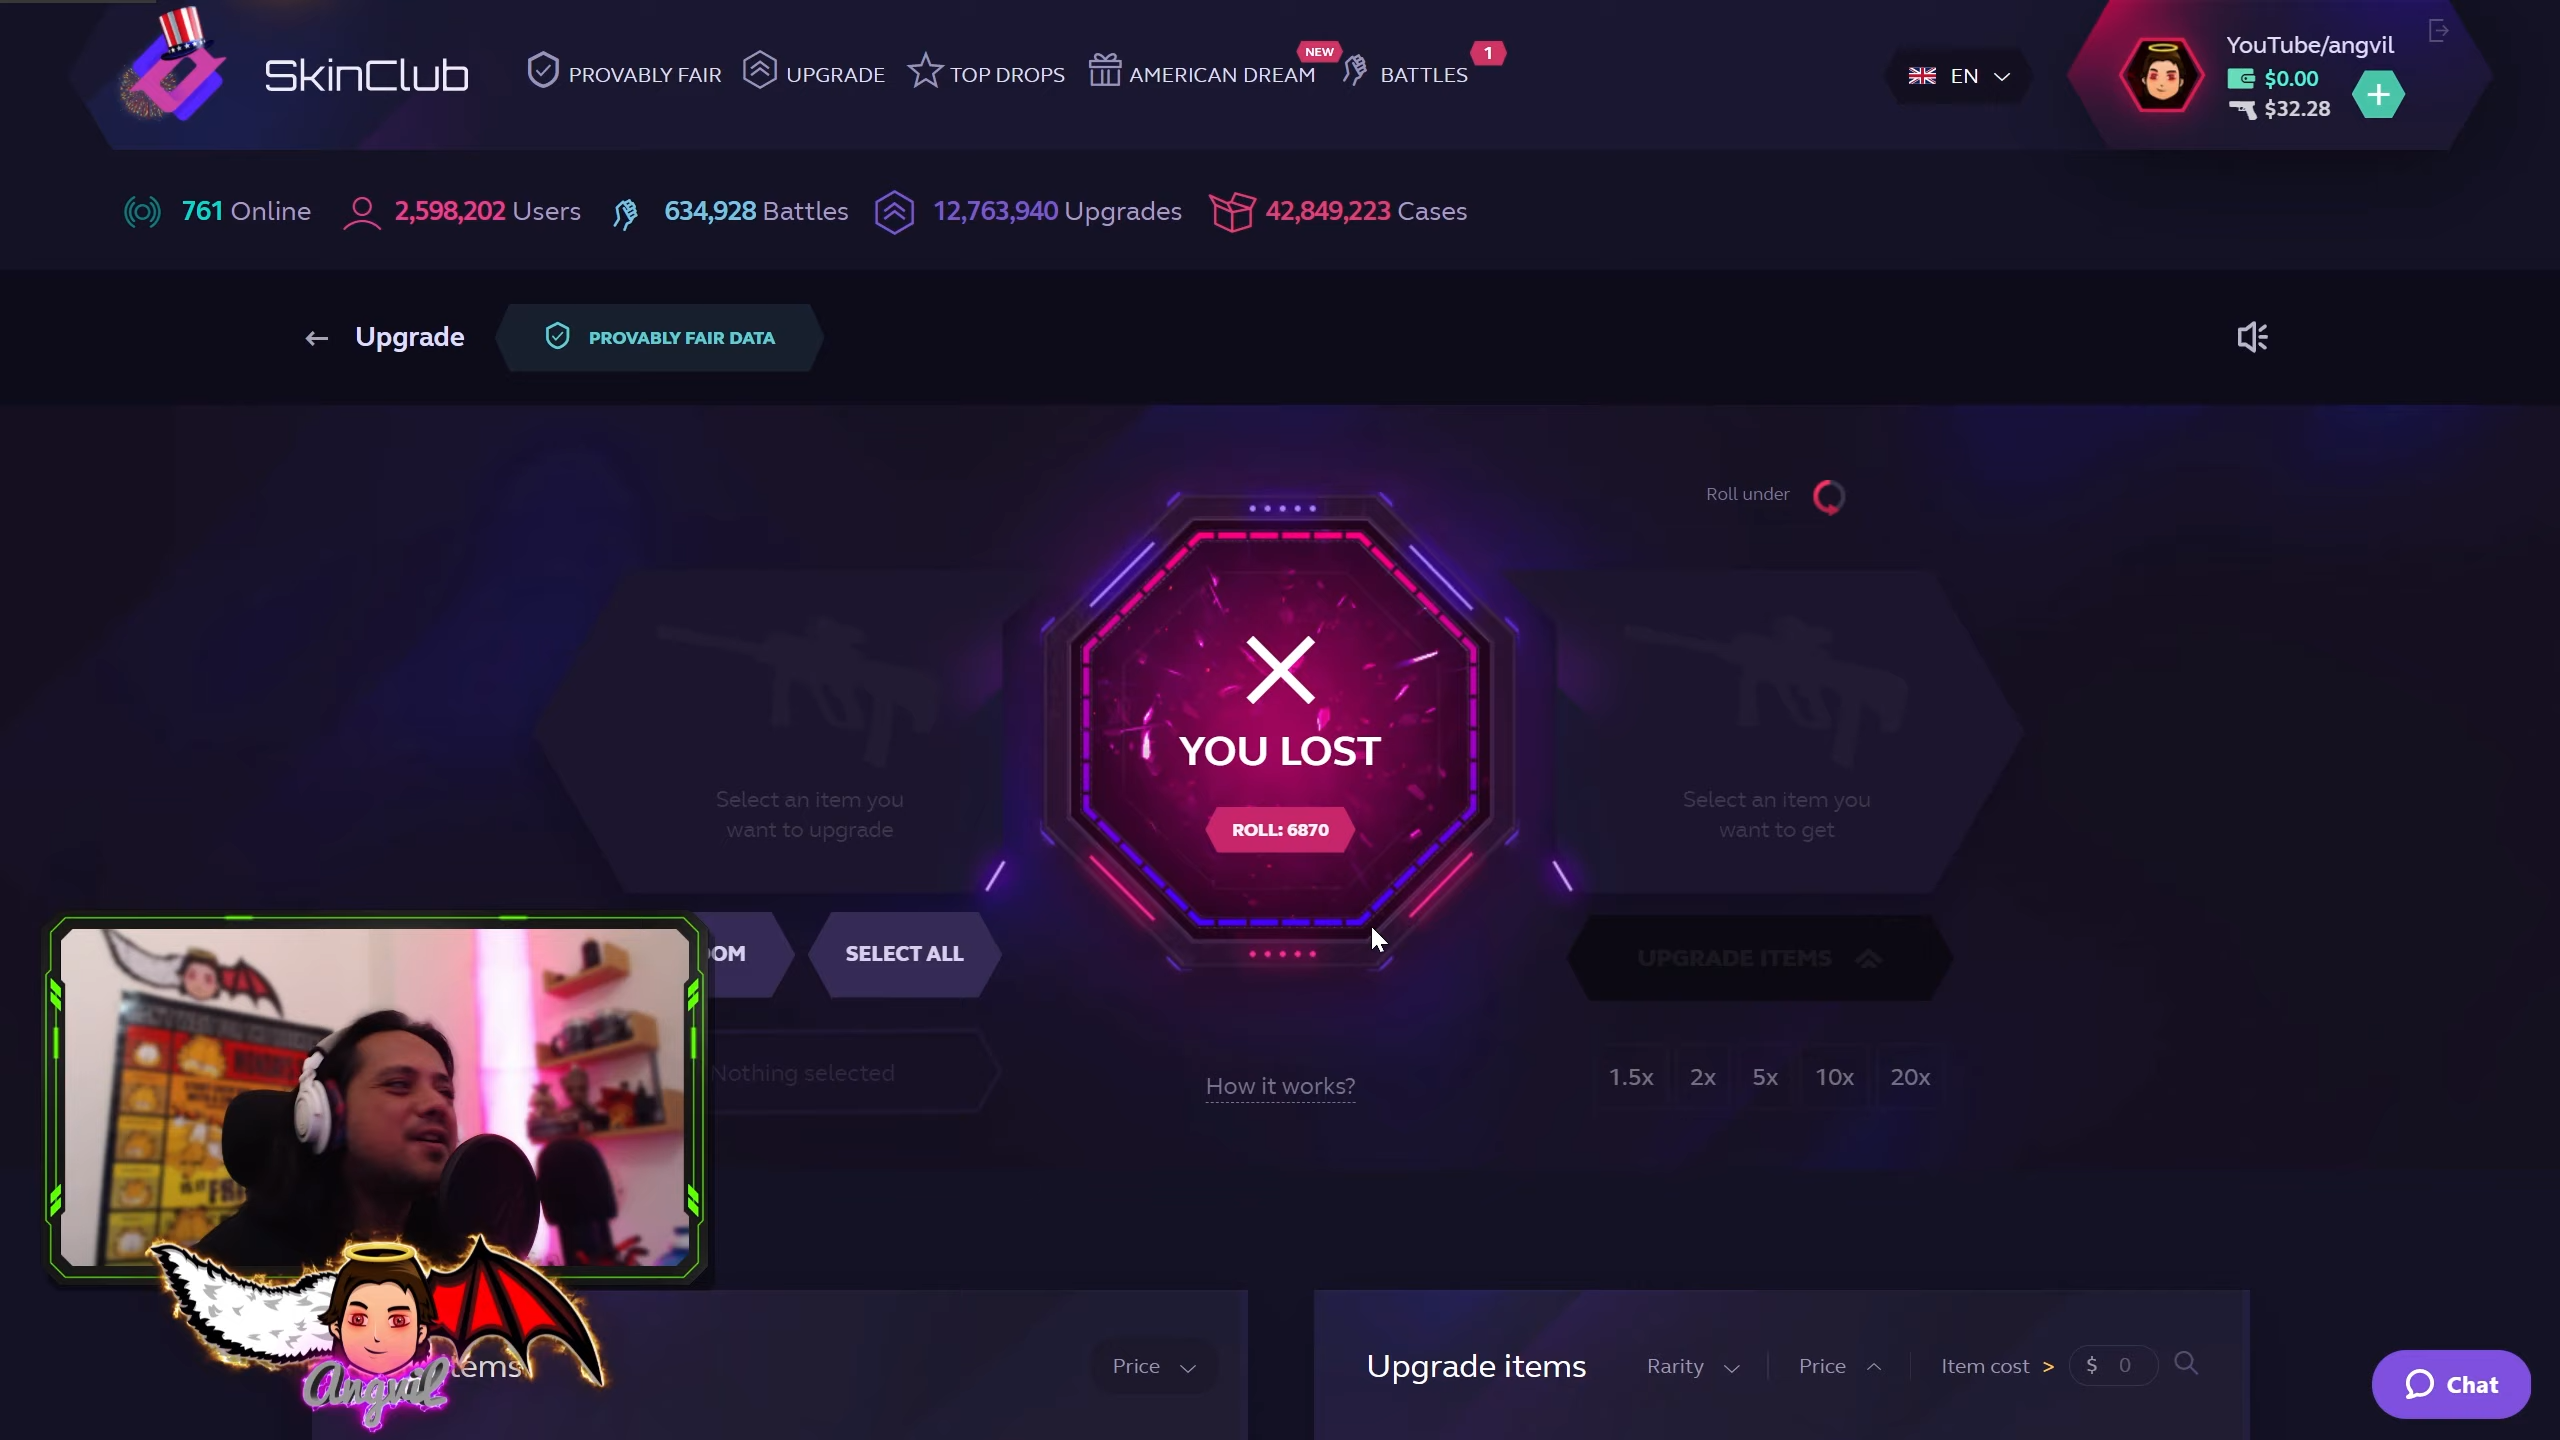 SkinClub
PROVABLY FAIR
UPGRADE
TOP DROPS
AMERICAN DREAM
NEW
BATTLES
1
EN
YouTube/angvil
$0.00
$32.28
761 Online
2,598,202 Users
634,928 Battles
12,763,940 Upgrades
42,849,223 Cases
Upgrade
PROVABLY FAIR DATA
Roll under
YOU LOST
ROLL: 6870
Select an item you
want to upgrade
Select an item you
want to get
SELECT ALL
UPGRADE ITEMS
Nothing selected
How it works?
1.5x
2x
5x
10x
20x
Price
Upgrade items
Rarity
Price
Item cost >
$ 0
Angvil
Chat